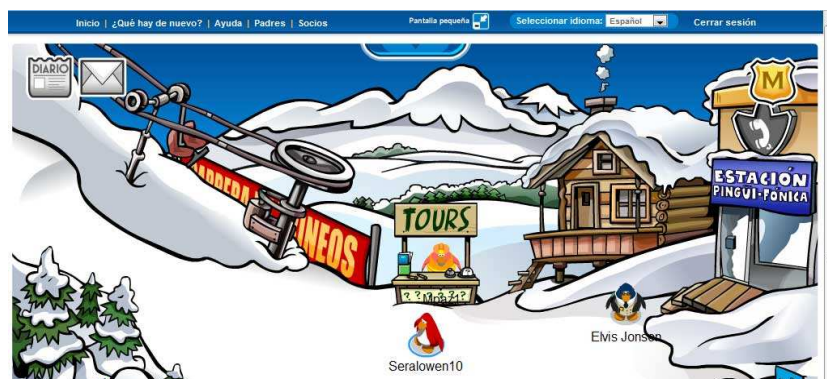 Inicio | ¿Qué hay de nuevo? | Ayuda | Padres | Socios
Pantalla pequeña
Seleccionar idioma: Español
Cerrar sesión
DIARIO
M
ESTACIÓN
PINGÜI-FÓNICA
TOURS
INEOS
Elvis Jonson
Seralowen10